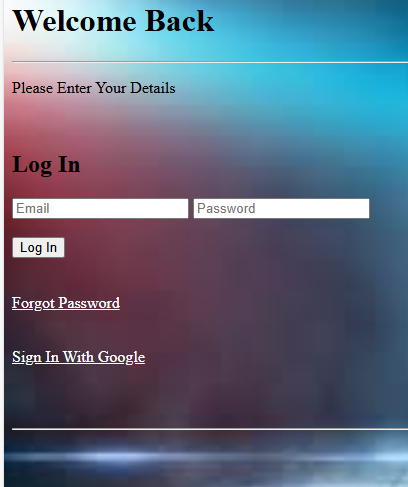 Welcome Back
Please Enter Your Details
Log In
Email Password
Log In
Forgot Password
Sign In With Google